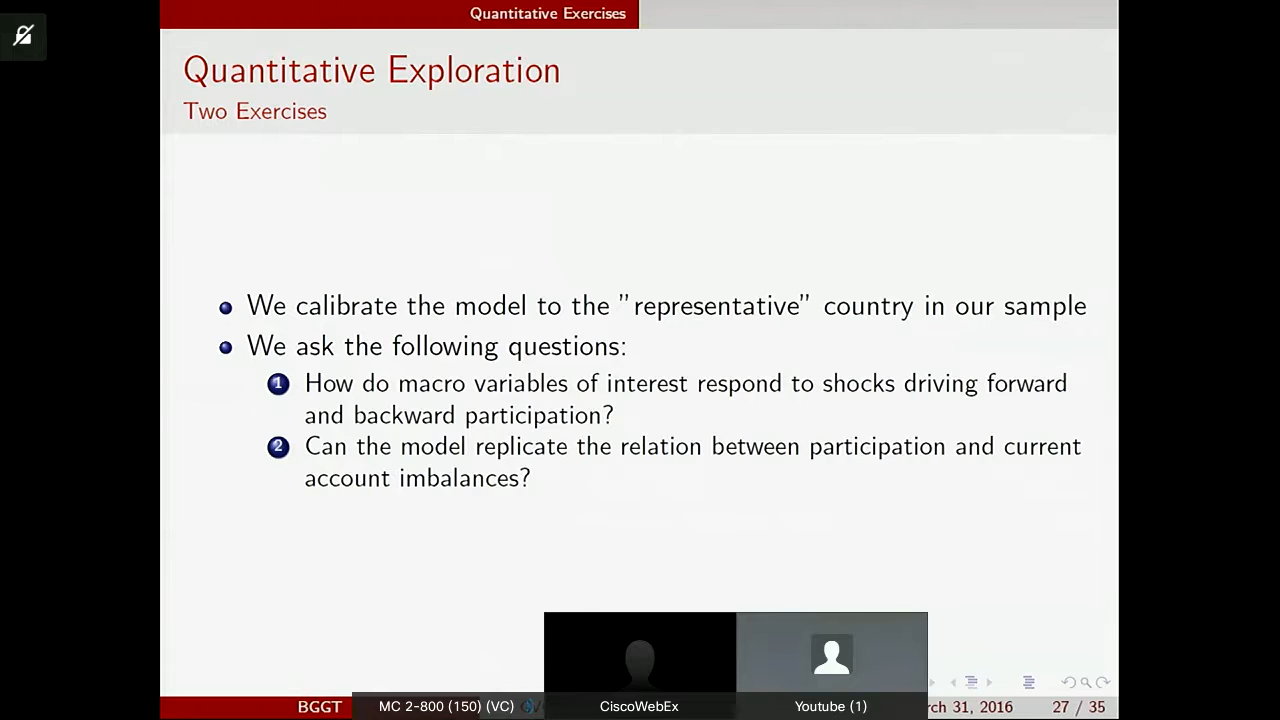 Quantitative Exercises
Quantitative Exploration
Two Exercises
We calibrate the model to the "representative" country in our sample
We ask the following questions:
1 How do macro variables of interest respond to shocks driving forward
and backward participation?
2 Can the model replicate the relation between participation and current
account imbalances?
BGGT MC 2-800 (150) (VC) CiscoWebEx Youtube (1) rch 31, 2016 27 / 35